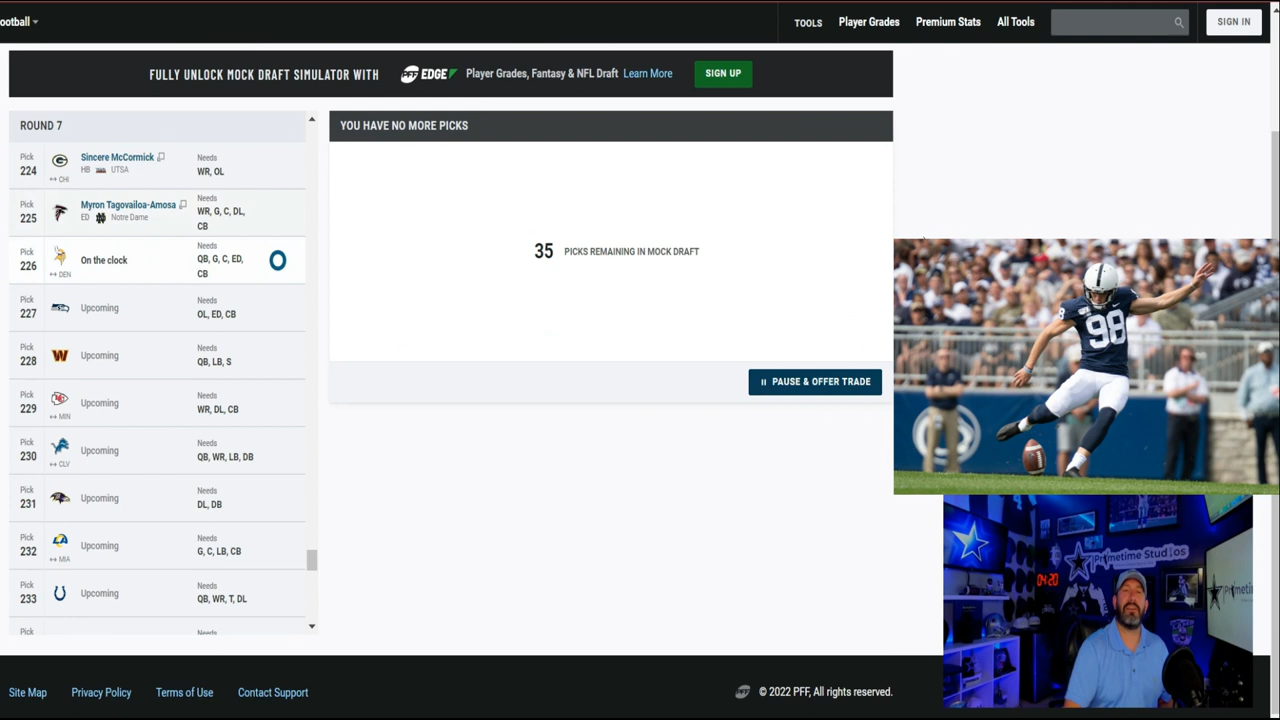 ootball
TOOLS
Player Grades
Premium Stats
All Tools
SIGN IN
FULLY UNLOCK MOCK DRAFT SIMULATOR WITH
PFF EDGE
Player Grades, Fantasy & NFL Draft
Learn More
SIGN UP
ROUND 7
YOU HAVE NO MORE PICKS
Pick
224
CHI
Sincere McCormick
HB
UTSA
Needs
WR, OL
Pick
225
Myron Tagovailoa-Amosa
ED
Notre Dame
Needs
WR, G, C, DL,
CB
Pick
226
DEN
On the clock
Needs
QB, G, C, ED,
CB
35 PICKS REMAINING IN MOCK DRAFT
Pick
227
Upcoming
Needs
OL, ED, CB
Pick
228
Upcoming
Needs
QB, LB, S
Pick
229
MIN
Upcoming
Needs
WR, DL, CB
PAUSE & OFFER TRADE
Pick
230
CLV
Upcoming
Needs
QB, WR, LB, DB
Pick
231
Upcoming
Needs
DL, DB
Pick
232
MIA
Upcoming
Needs
G, C, LB, CB
Pick
233
Upcoming
Needs
QB, WR, T, DL
Pick
Needs
98
98
Primetime Studios
04:20
Primetime
Site Map
Privacy Policy
Terms of Use
Contact Support
© 2022 PFF, All rights reserved.